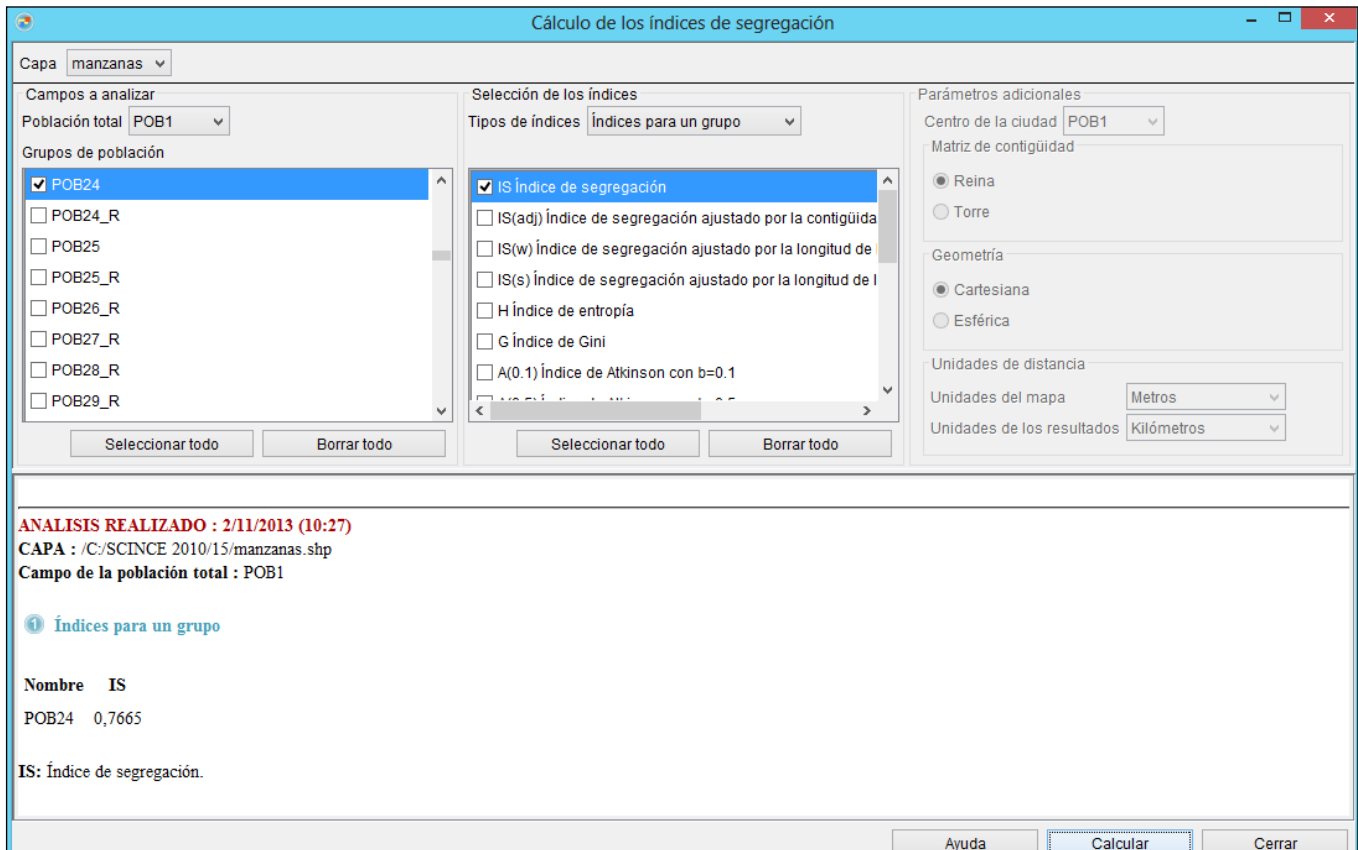 Cálculo de los índices de segregación
Capa manzanas
Campos a analizar
Población total POB1
Grupos de población
POB24
POB24_R
POB25
POB25_R
POB26_R
POB27_R
POB28_R
POB29_R
Seleccionar todo Borrar todo
Selección de los índices
Tipos de índices Índices para un grupo
IS Índice de segregación
IS(adj) Índice de segregación ajustado por la contigüida
IS(w) Índice de segregación ajustado por la longitud de
IS(s) Índice de segregación ajustado por la longitud de l
H Índice de entropía
G Índice de Gini
A(0.1) Índice de Atkinson con b=0.1
Seleccionar todo Borrar todo
Parámetros adicionales
Centro de la ciudad POB1
Matriz de contigüidad
Reina
Torre
Geometría
Cartesiana
Esférica
Unidades de distancia
Unidades del mapa Metros
Unidades de los resultados Kilómetros
ANALISIS REALIZADO : 2/11/2013 (10:27)
CAPA : /C:/SCINCE 2010/15/manzanas.shp
Campo de la población total : POB1
1 Índices para un grupo
Nombre IS
POB24 0,7665
IS: Índice de segregación.
Ayuda Calcular Cerrar